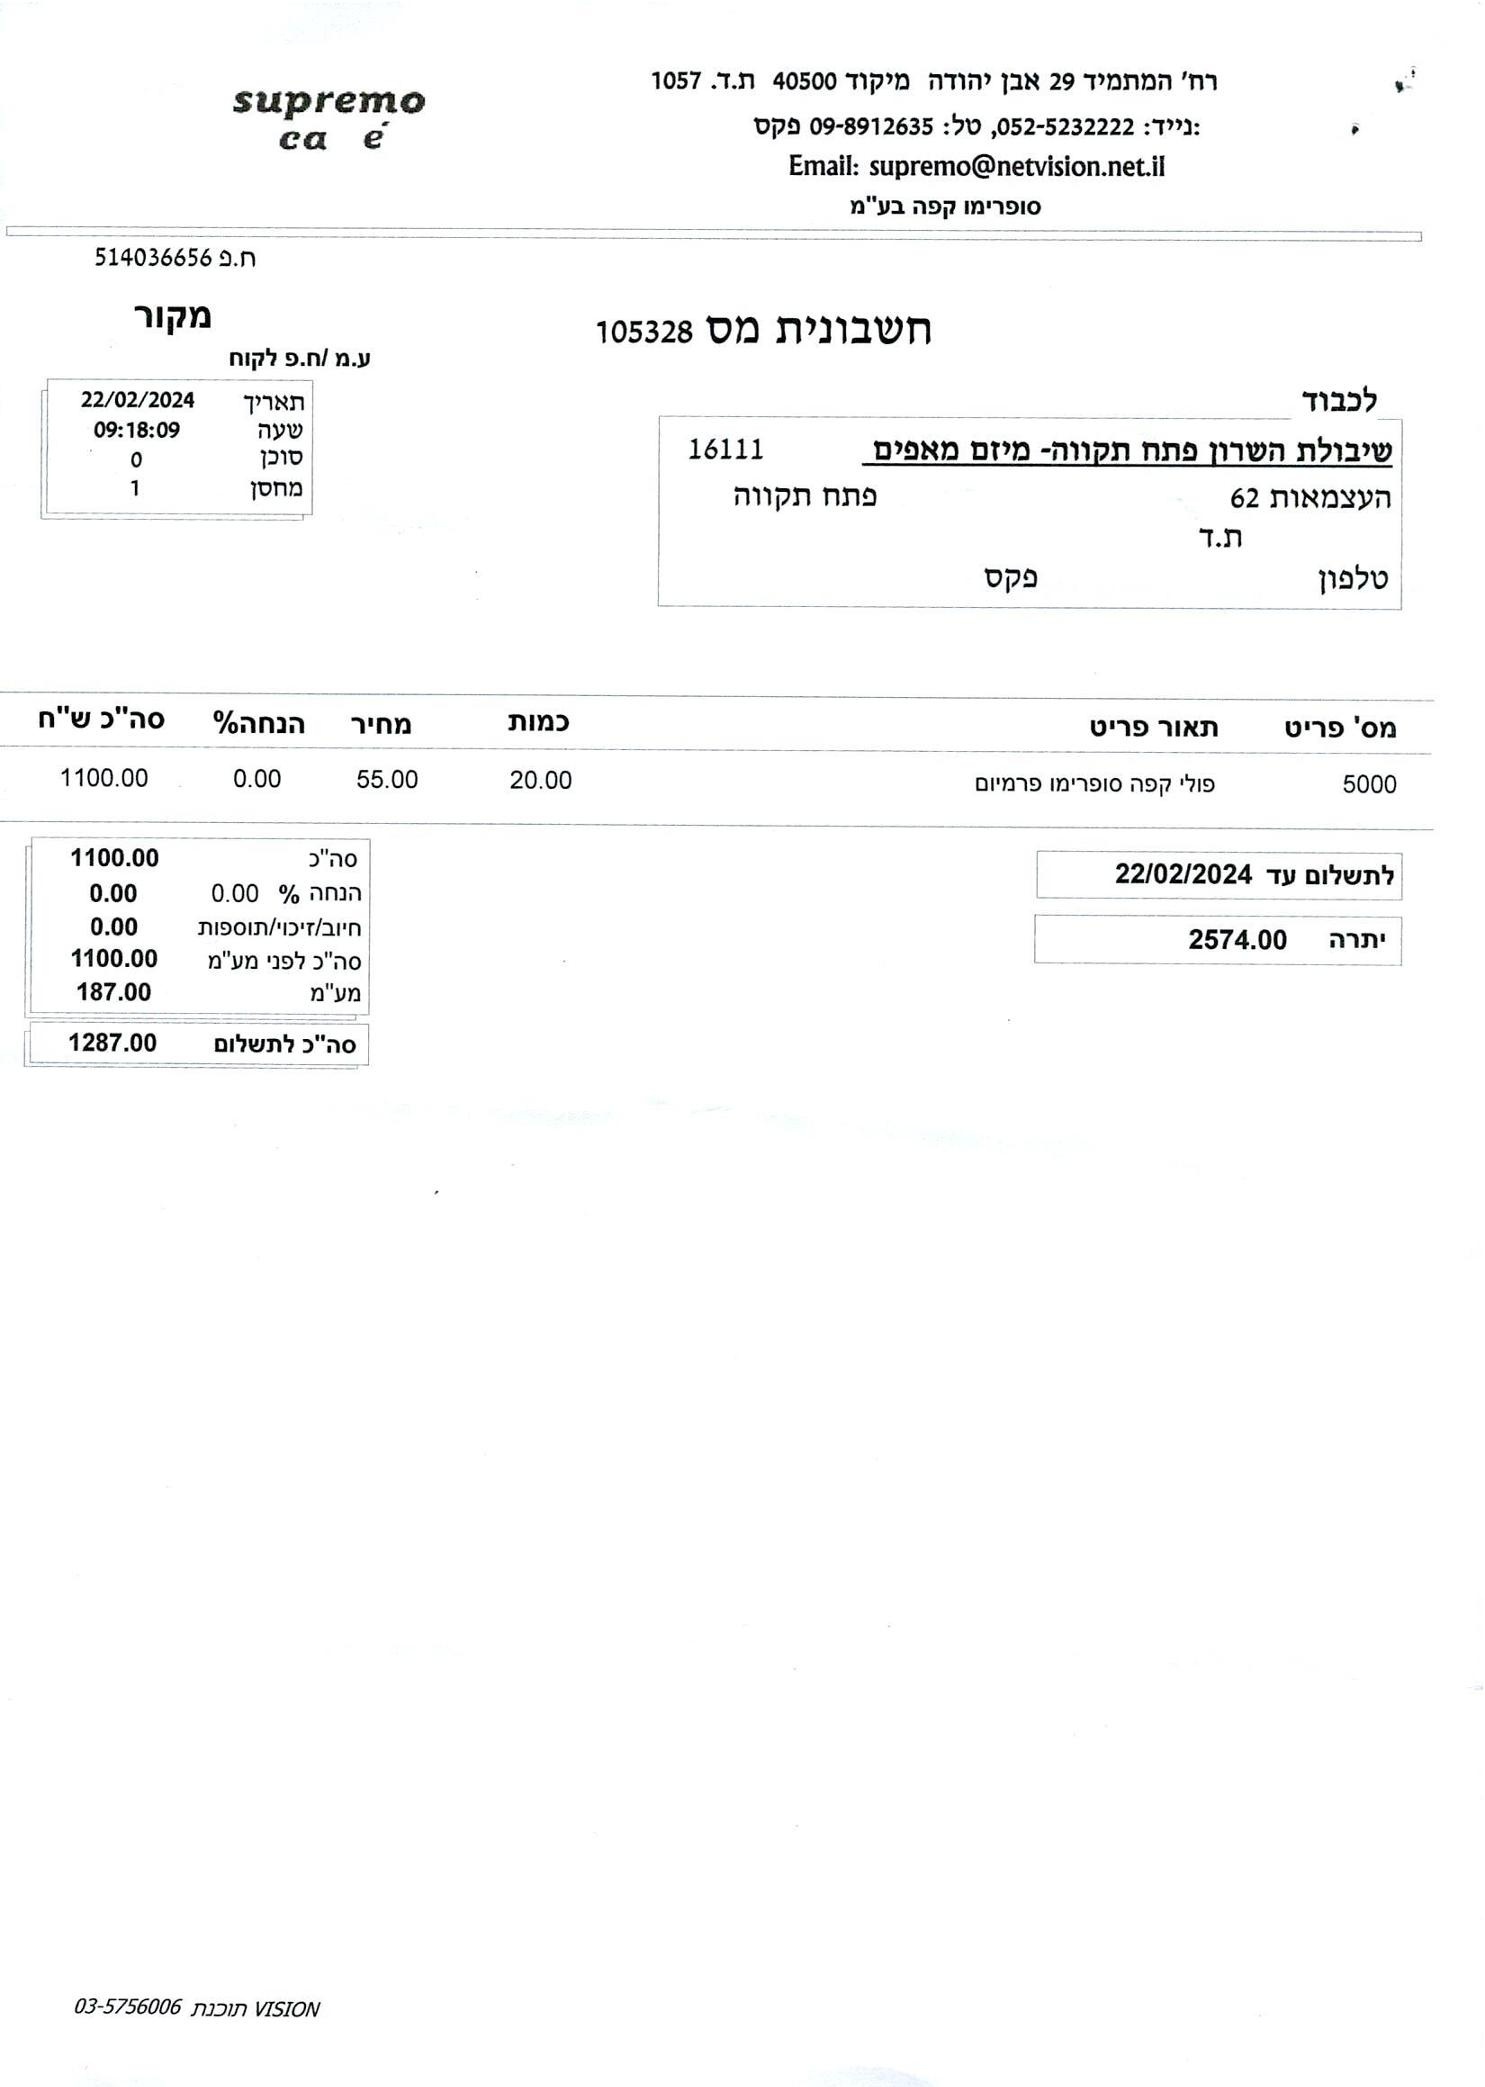 supremo
ca é
רח' המתמיד 29 אבן יהודה מיקוד 40500 ת.ד. 1057
נייד: 052-5232222, טל: 09-8912635 פקס:
Email: supremo@netvision.net.il
סופרימו קפה בע"מ
ח.פ 514036656
מקור
חשבונית מס 105328
ע.מ /ח.פ לקוח
תאריך 22/02/2024
שעה 09:18:09
סוכן 0
מחסן 1
לכבוד
שיבולת השרון פתח תקווה- מיזם מאפים 16111
העצמאות 62 פתח תקווה
ת.ד
טלפון פקס
מס' פריט תאור פריט כמות מחיר הנחה% סה"כ ש"ח
5000 פולי קפה סופרימו פרמיום 20.00 55.00 0.00 1100.00
לתשלום עד 22/02/2024
יתרה 2574.00
סה"כ 1100.00
הנחה % 0.00 0.00
חיוב/זיכוי/תוספות 0.00
סה"כ לפני מע"מ 1100.00
מע"מ 187.00
סה"כ לתשלום 1287.00
VISION תוכנת 03-5756006